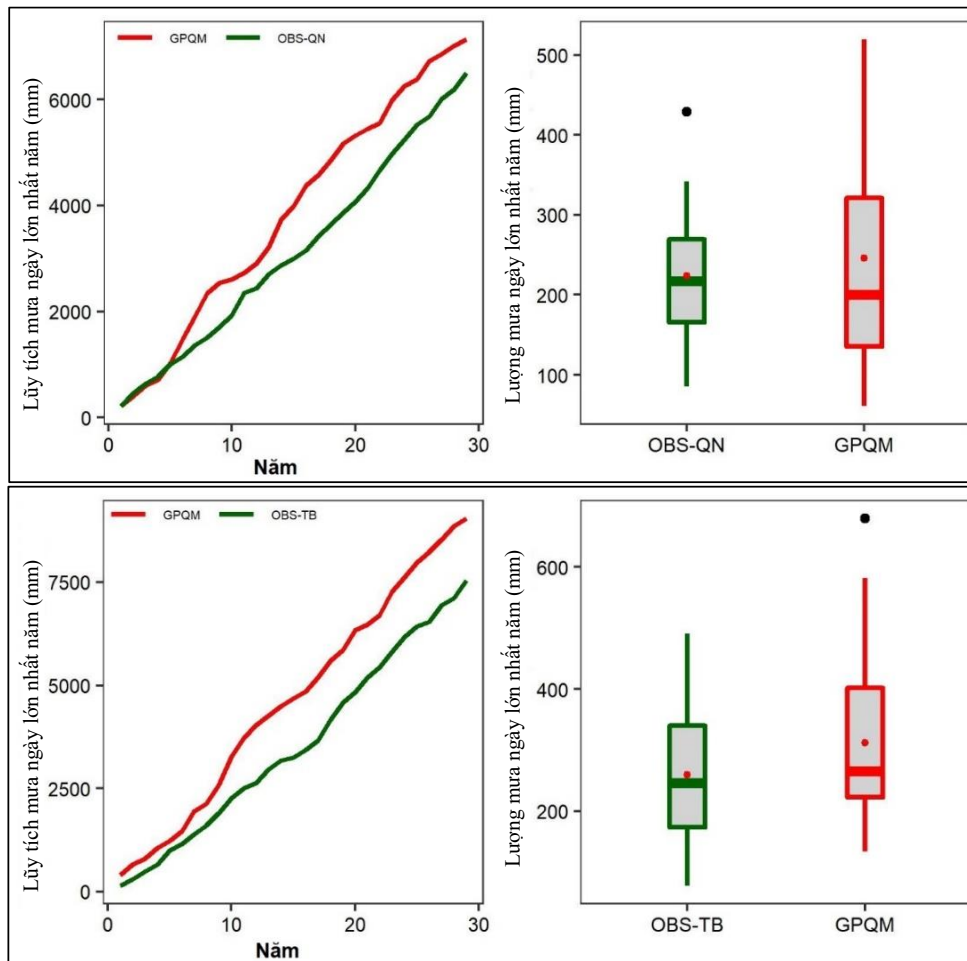 GPQM OBS-QN
Lũy tích mưa ngày lớn nhất năm (mm)
6000
4000
2000
0
0 10 20 30
Năm
Lượng mưa ngày lớn nhất năm (mm)
500
400
300
200
100
OBS-QN GPQM
GPQM OBS-TB
Lũy tích mưa ngày lớn nhất năm (mm)
7500
5000
2500
0
0 10 20 30
Năm
Lượng mưa ngày lớn nhất năm (mm)
600
400
200
OBS-TB GPQM